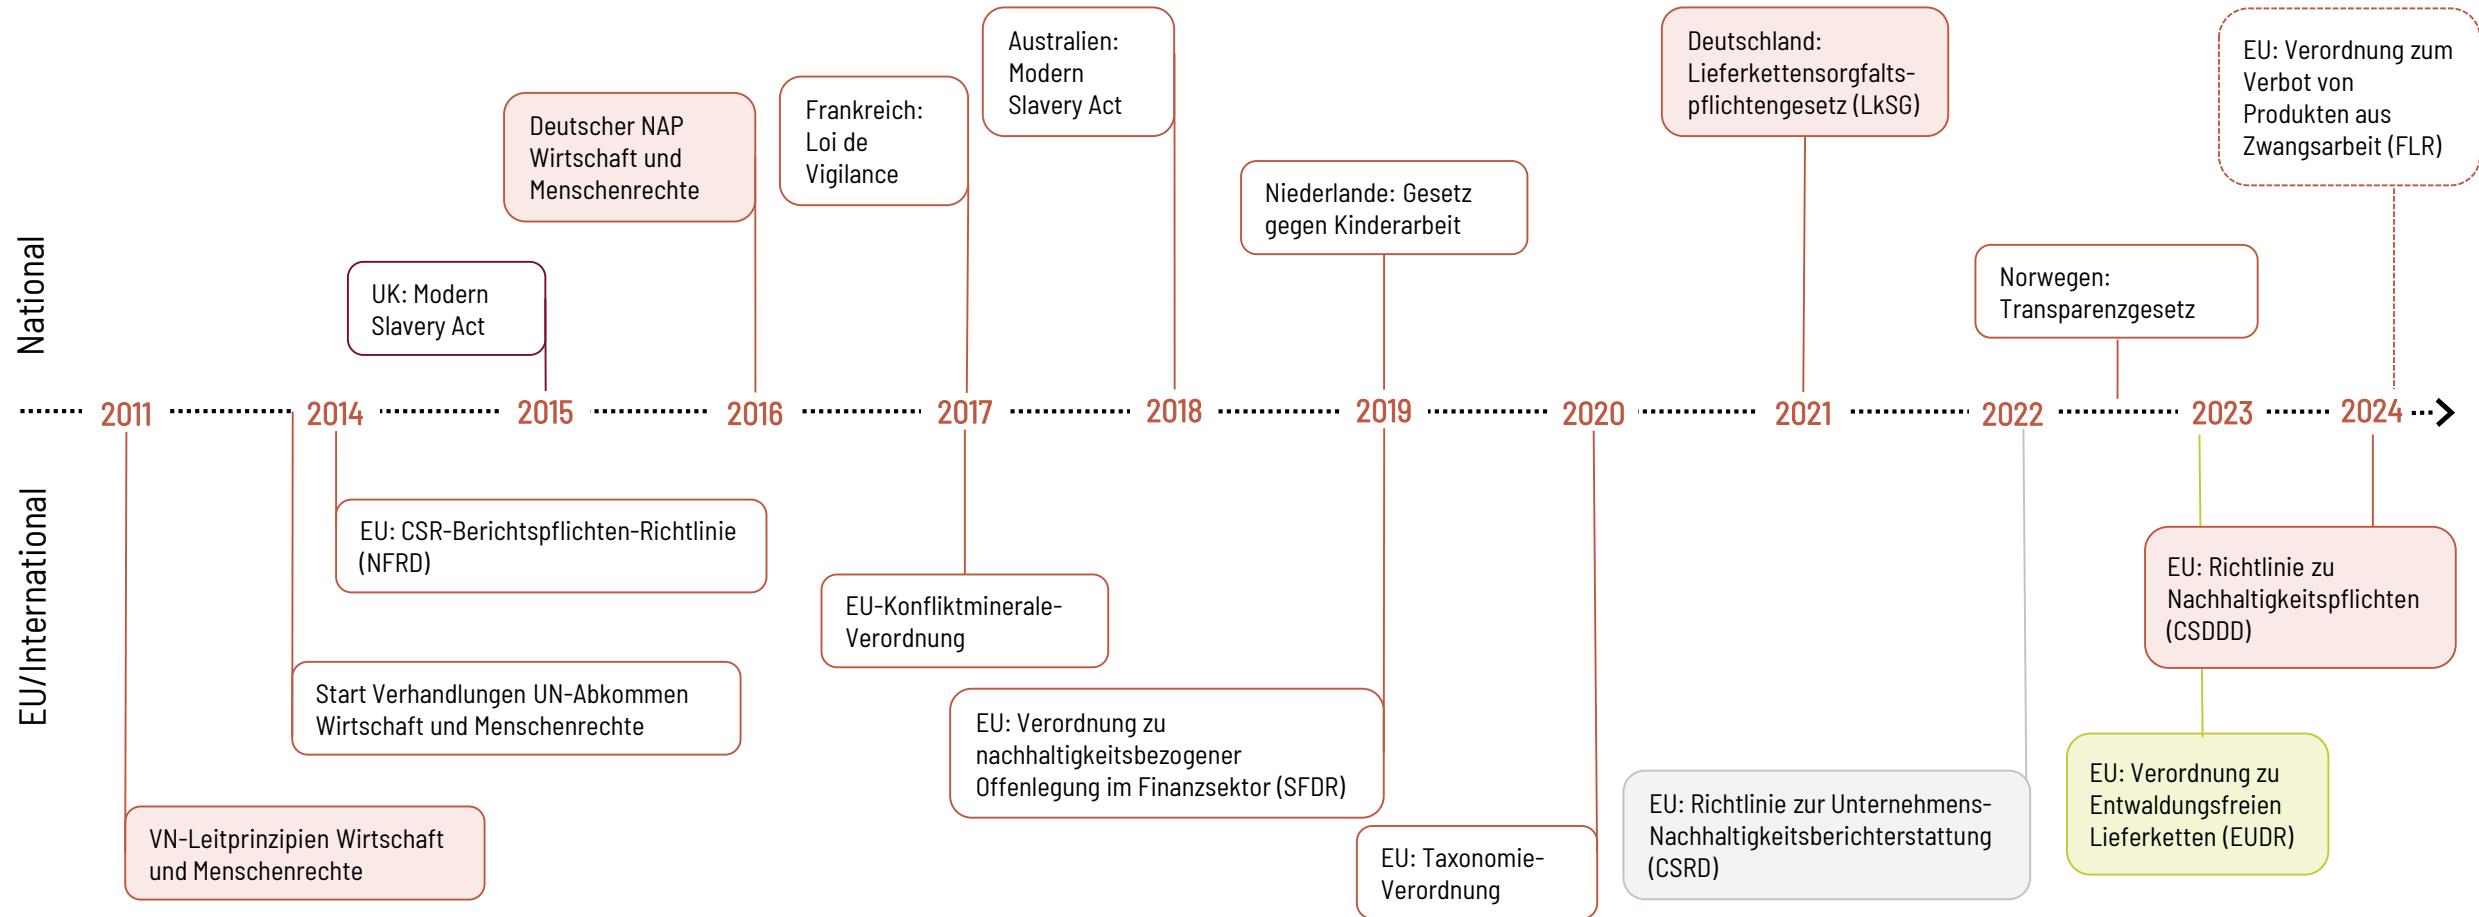 National
Deutscher NAP
Wirtschaft und
Menschenrechte
UK: Modern
Slavery Act
Frankreich:
Loi de
Vigilance
Australien:
Modern
Slavery Act
Niederlande: Gesetz
gegen Kinderarbeit
Deutschland:
Lieferkettensorgfalts-
pflichtengesetz (LkSG)
Norwegen:
Transparenzgesetz
EU: Verordnung zum
Verbot von
Produkten aus
Zwangsarbeit (FLR)
2011 2014 2015 2016 2017 2018 2019 2020 2021 2022 2023 2024
EU/International
VN-Leitprinzipien Wirtschaft
und Menschenrechte
Start Verhandlungen UN-Abkommen
Wirtschaft und Menschenrechte
EU: CSR-Berichtspflichten-Richtlinie
(NFRD)
EU-Konfliktminerale-
Verordnung
EU: Verordnung zu
nachhaltigkeitsbezogener
Offenlegung im Finanzsektor (SFDR)
EU: Taxonomie-
Verordnung
EU: Richtlinie zur Unternehmens-
Nachhaltigkeitsberichterstattung
(CSRD)
EU: Richtlinie zu
Nachhaltigkeitspflichten
(CSDDD)
EU: Verordnung zu
Entwaldungsfreien
Lieferketten (EUDR)